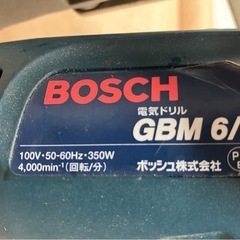 BOSCH
電気ドリル
GBM 6/
100V・50-60Hz・350W
4,000min⁻¹(回転/分)
ボッシュ株式会社
P